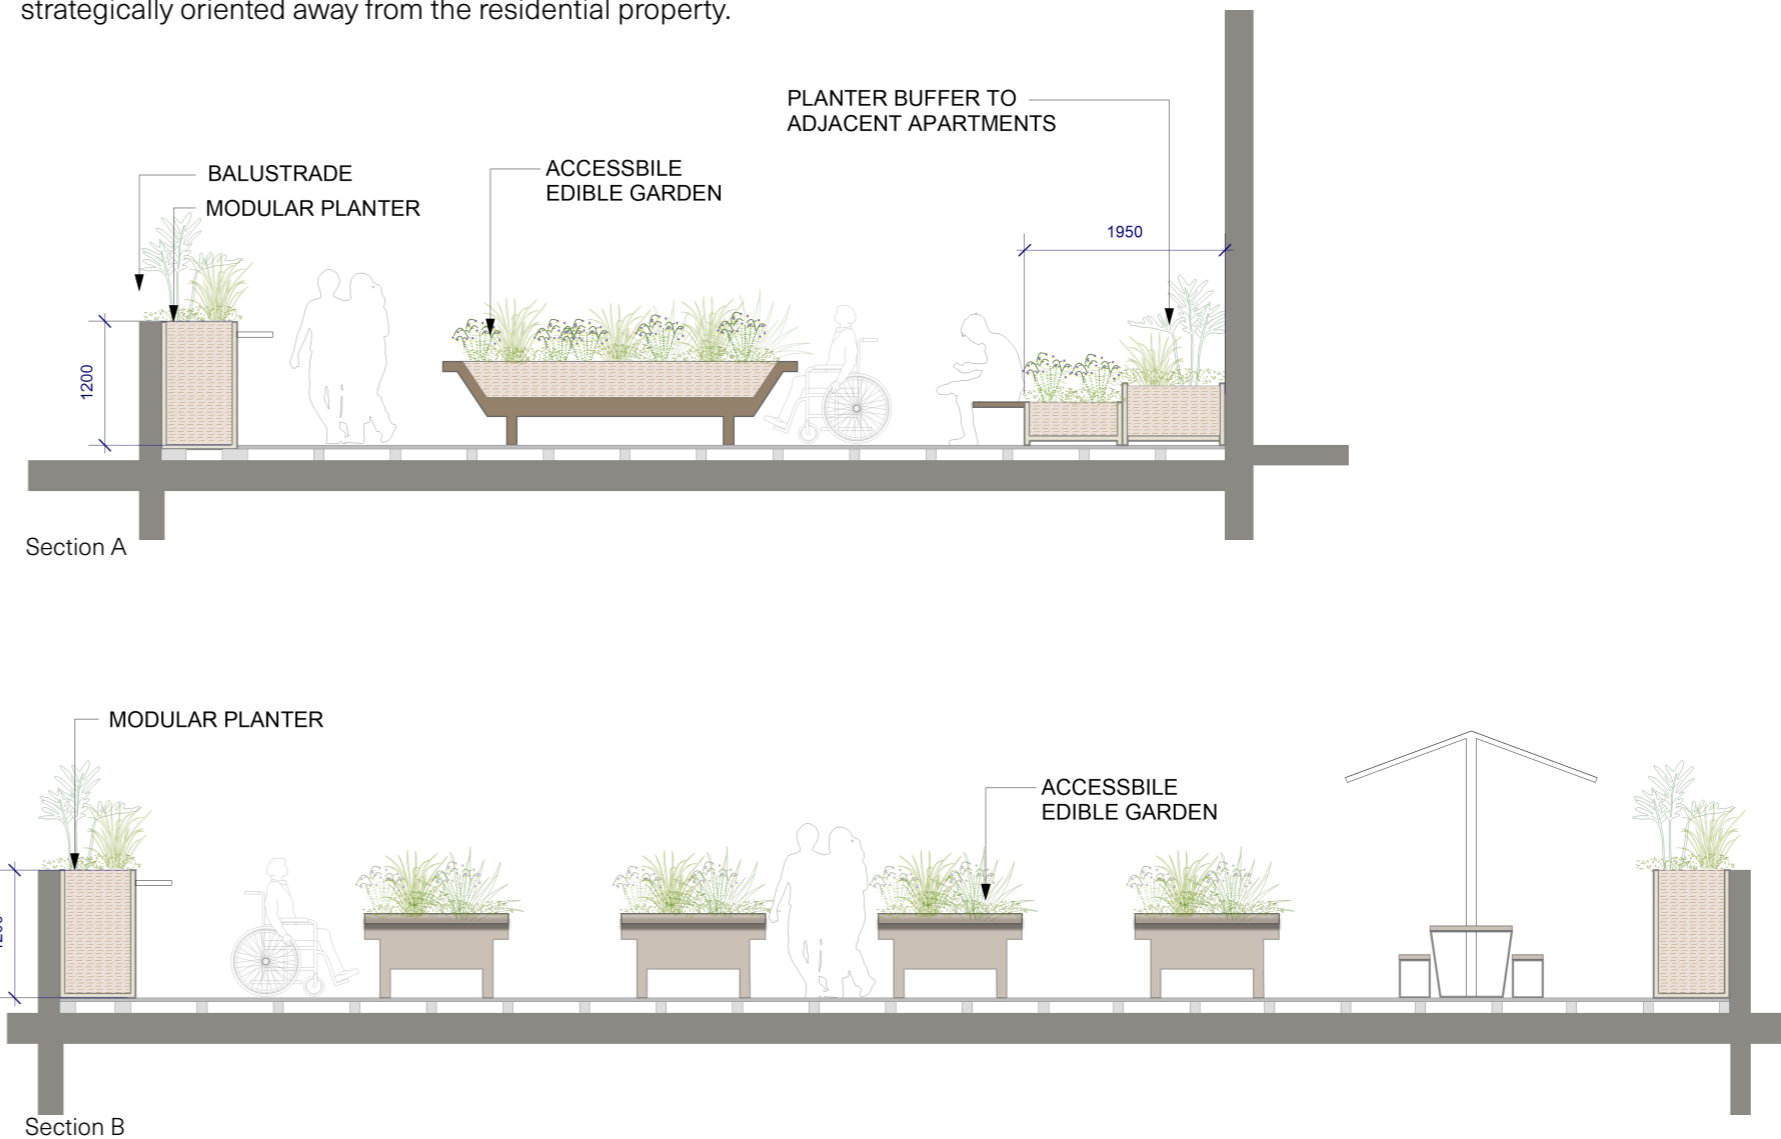 strategically oriented away from the residential property.
PLANTER BUFFER TO
ADJACENT APARTMENTS
BALUSTRADE
MODULAR PLANTER
ACCESSBILE
EDIBLE GARDEN
1950
1200
Section A
MODULAR PLANTER
ACCESSBILE
EDIBLE GARDEN
Section B